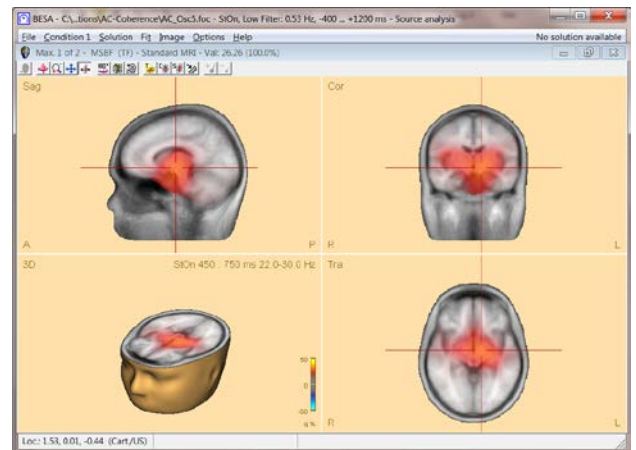 BESA - C:\...tions\AC-Coherence\AC_Osc5.foc - StOn, Low Filter: 0.53 Hz, -400 ... +1200 ms - Source analysis
File Condition 1 Solution Fit Image Options Help No solution available
Max. 1 of 2 - MSBF (TF) - Standard MRI - Val: 26.26 (100.0%)
Sag Cor
A P R L
3D StOn 450 : 750 ms 22.0-30.0 Hz Tra
50
0
-50
q % R L
Loc.: 1.53, 0.01, -0.44 (Cart./US)